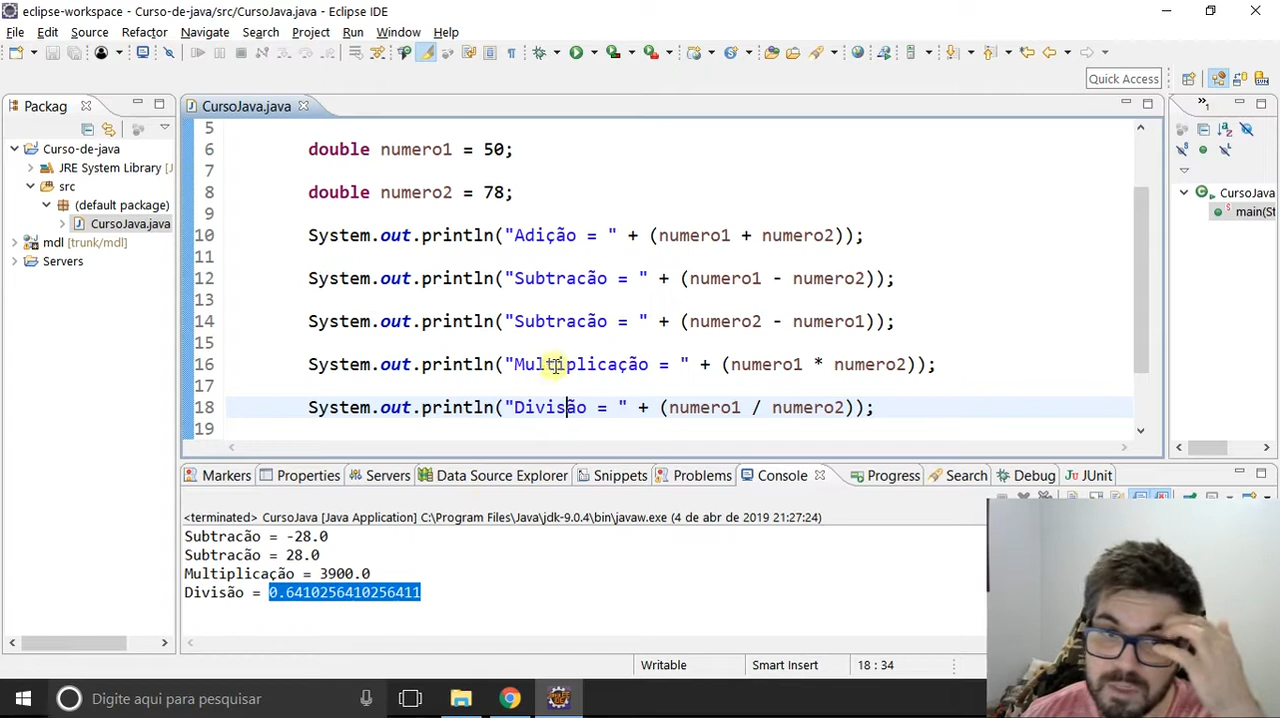 eclipse-workspace - Curso-de-java/src/CursoJava.java - Eclipse IDE
File Edit Source Refactor Navigate Search Project Run Window Help
Quick Access
Packag
CursoJava.java
Curso-de-java
JRE System Library [J
src
(default package)
CursoJava.java
mdl [trunk/mdl]
Servers
5
6 double numero1 = 50;
7
8 double numero2 = 78;
9
10 System.out.println("Adição = " + (numero1 + numero2));
11
12 System.out.println("Subtracão = " + (numero1 - numero2));
13
14 System.out.println("Subtracão = " + (numero2 - numero1));
15
16 System.out.println("Multiplicação = " + (numero1 * numero2));
17
18 System.out.println("Divisão = " + (numero1 / numero2));
19
CursoJava
main(St
Markers Properties Servers Data Source Explorer Snippets Problems Console Progress Search Debug JUnit
<terminated> CursoJava [Java Application] C:\Program Files\Java\jdk-9.0.4\bin\javaw.exe (4 de abr de 2019 21:27:24)
Subtracão = -28.0
Subtracão = 28.0
Multiplicação = 3900.0
Divisão = 0.6410256410256411
Writable Smart Insert 18 : 34
Digite aqui para pesquisar